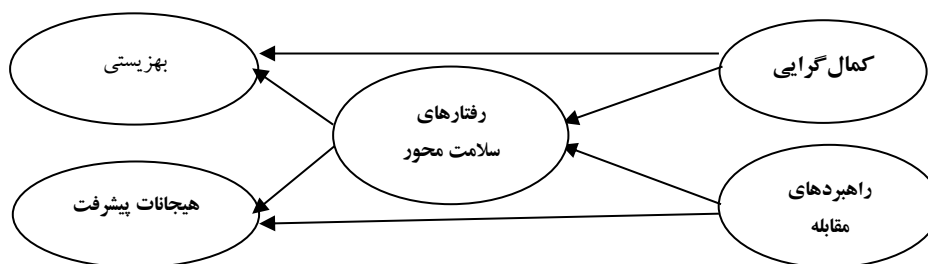 کمال‌گرایی
بهزیستی
رفتارهای
سلامت محور
راهبردهای
مقابله
هیجانات پیشرفت